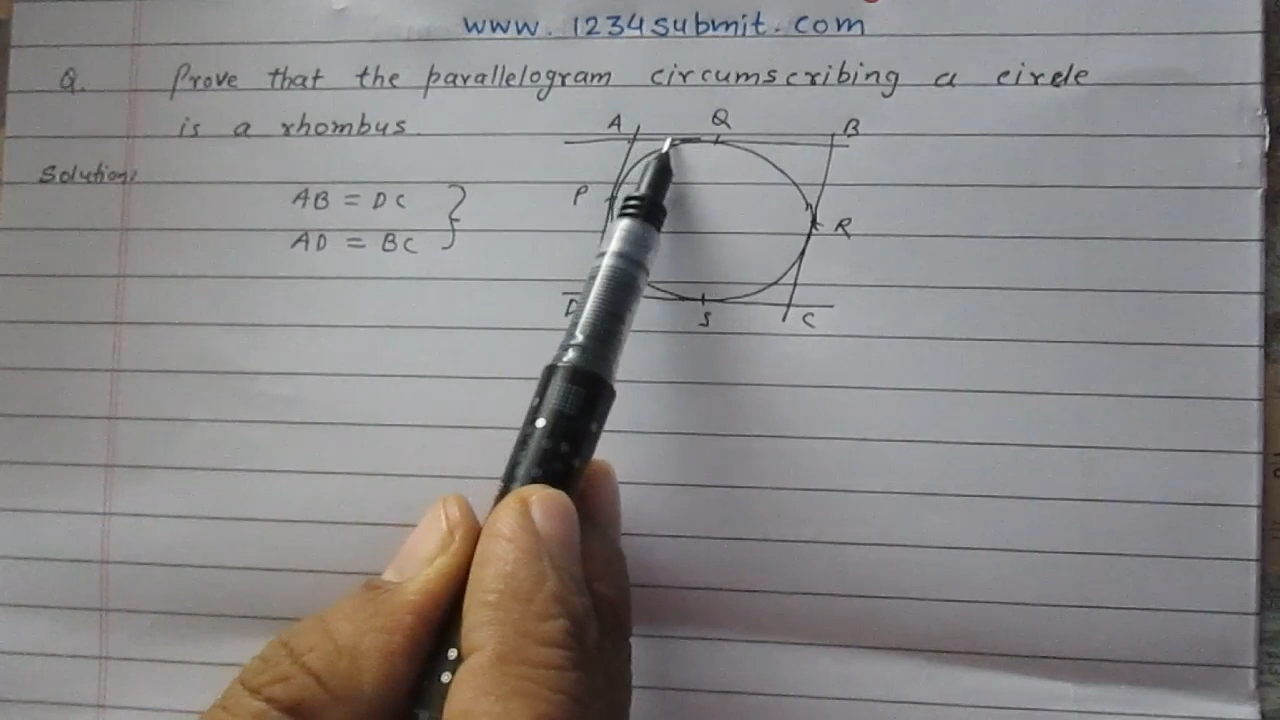 www.1234submit.com
Q. Prove that the parallelogram circumscribing a circle
is a rhombus.
A Q B
Solution,
P
AB = DC
R
AD = BC
D S C